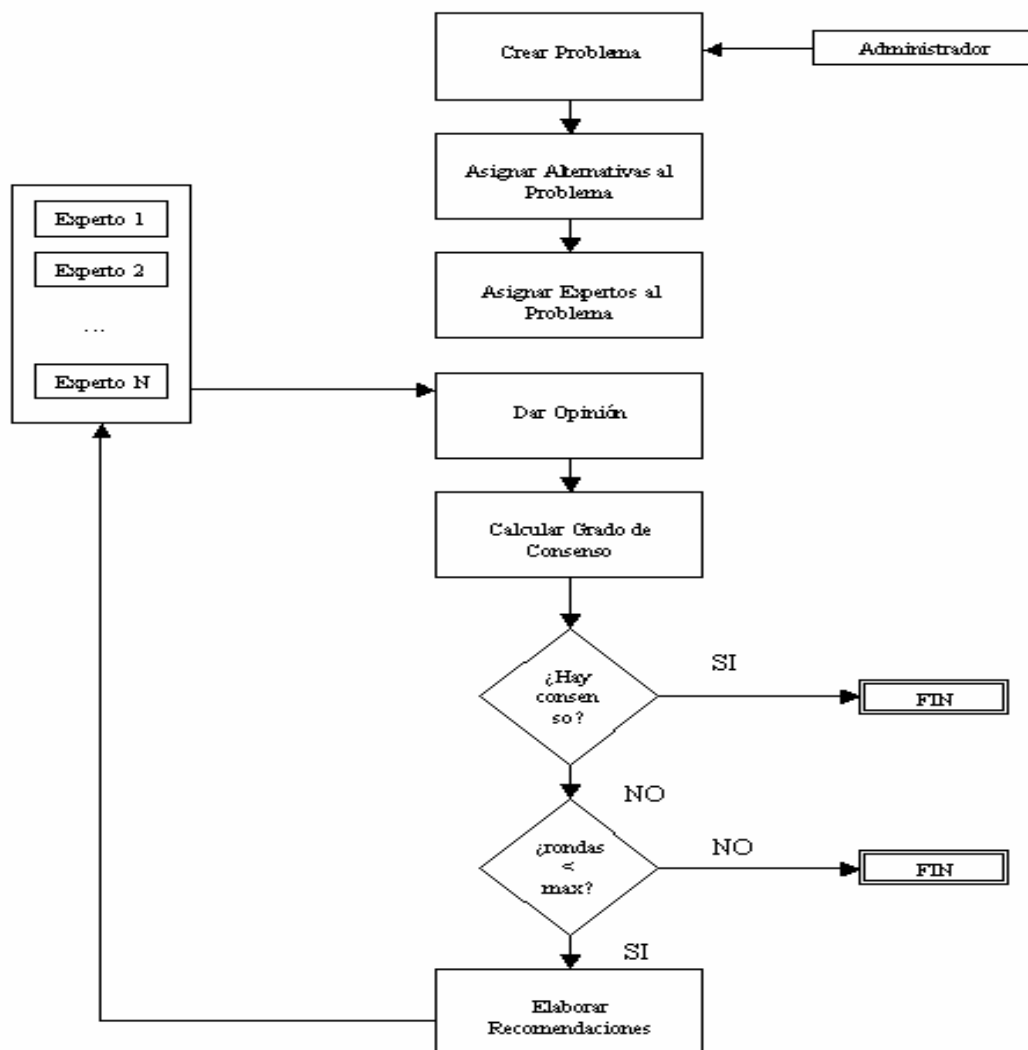 Crear Problema
Administrador
Asignar Alternativas al
Problema
Experto 1
Experto 2
...
Experto N
Asignar Expertos al
Problema
Dar Opinión
Calcular Grado de
Consenso
¿Hay
consen
so?
SI
FIN
NO
¿rondas
<
max?
NO
FIN
SI
Elaborar
Recomendaciones